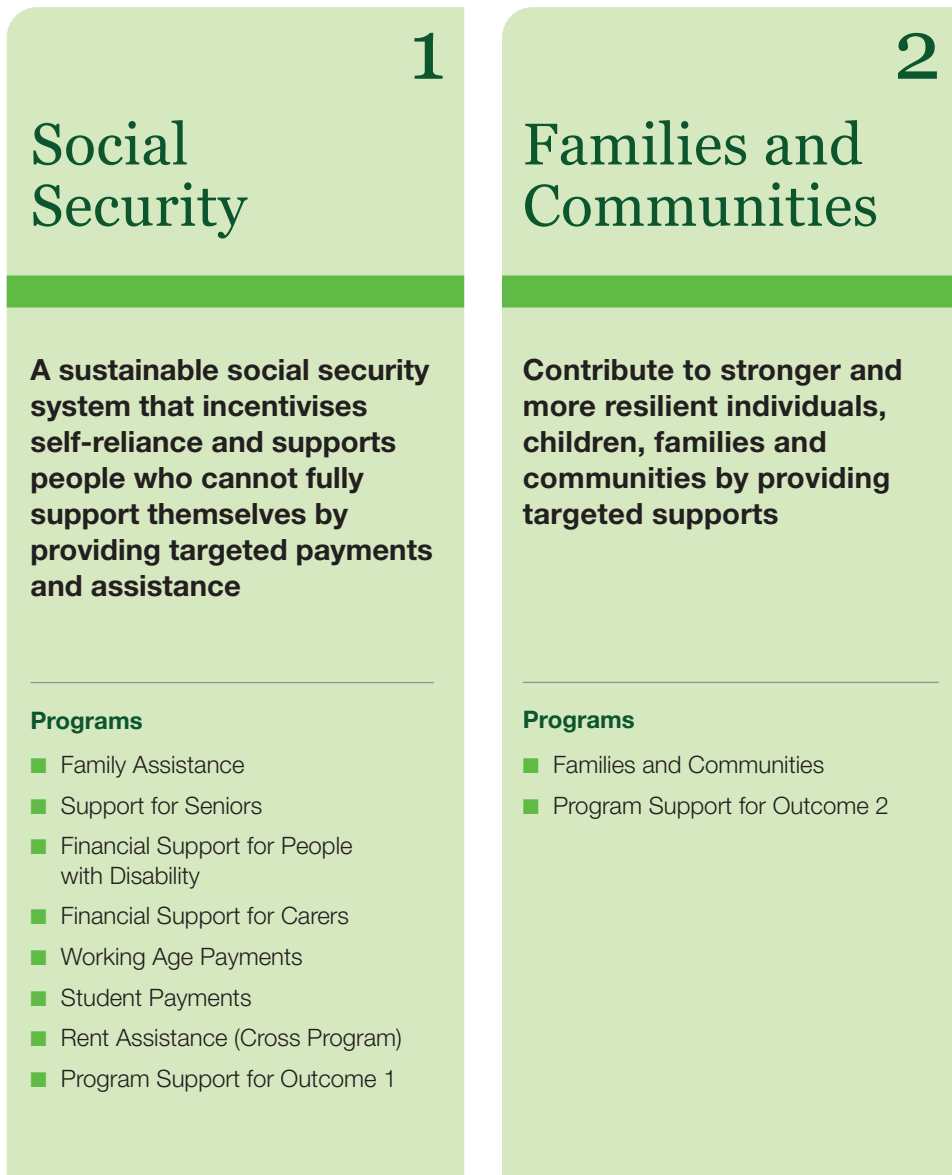 1
Social
Security
A sustainable social security
system that incentivises
self-reliance and supports
people who cannot fully
support themselves by
providing targeted payments
and assistance
Programs
■ Family Assistance
■ Support for Seniors
■ Financial Support for People
with Disability
■ Financial Support for Carers
■ Working Age Payments
■ Student Payments
■ Rent Assistance (Cross Program)
■ Program Support for Outcome 1
2
Families and
Communities
Contribute to stronger and
more resilient individuals,
children, families and
communities by providing
targeted supports
Programs
■ Families and Communities
■ Program Support for Outcome 2